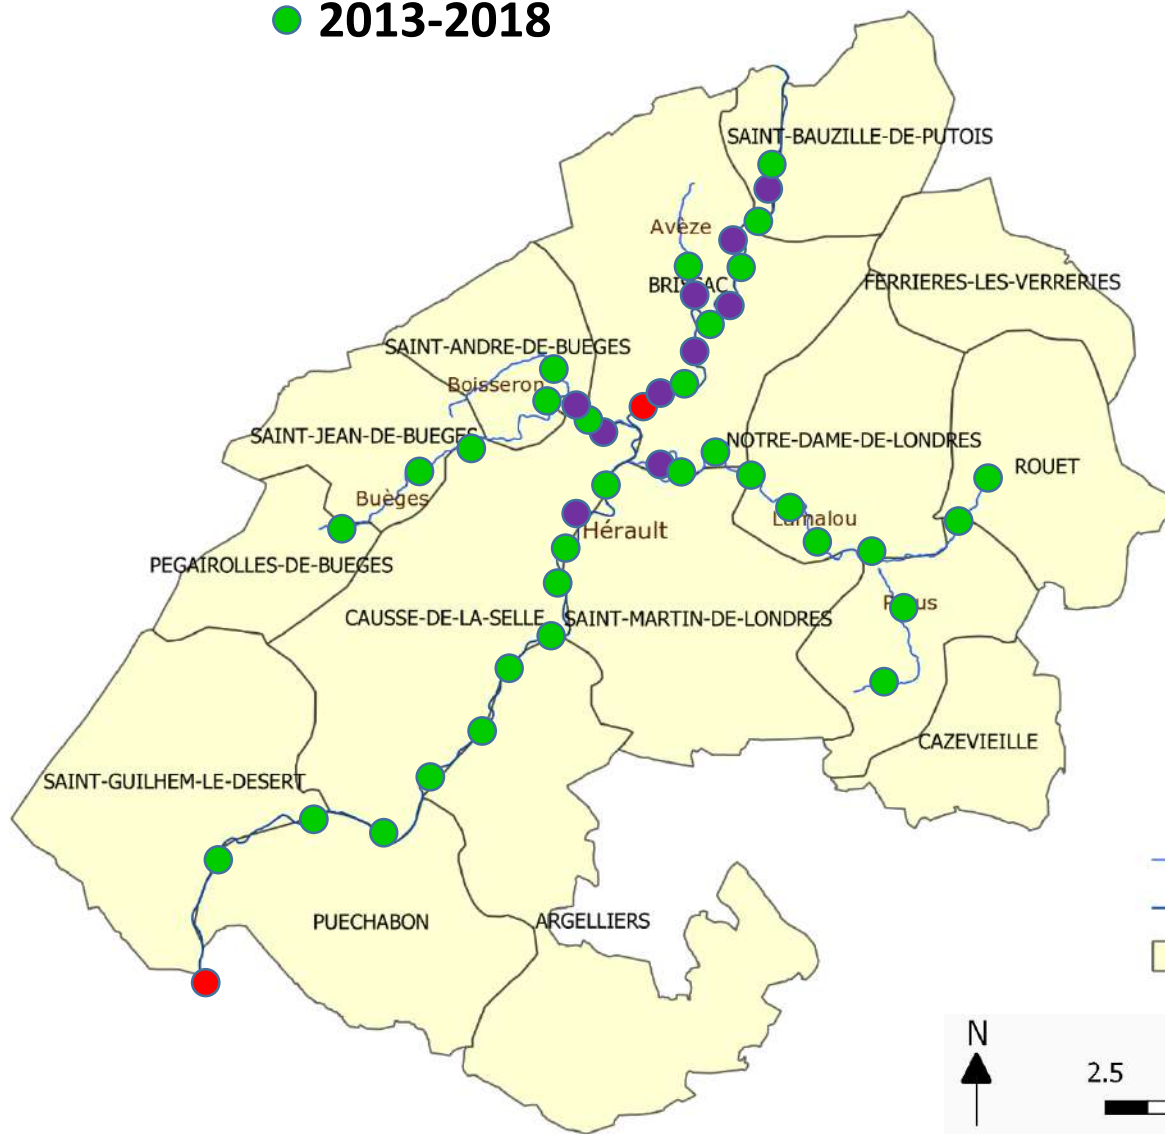 2013-2018
SAINT-BAUZILLE-DE-PUTOIS
Avèze
FERRIERES-LES-VERRERIES
SAINT-ANDRE-DE-BUEGES
Boisseron
SAINT-JEAN-DE-BUEGES
NOTRE-DAME-DE-LONDRES
ROUET
Buèges
Lamalou
Hérault
PEGAIROLLES-DE-BUEGES
CAUSSE-DE-LA-SELLE
SAINT-MARTIN-DE-LONDRES
CAZEVIEILLE
SAINT-GUILHEM-LE-DESERT
PUECHABON
ARGELLIERS
N
2.5